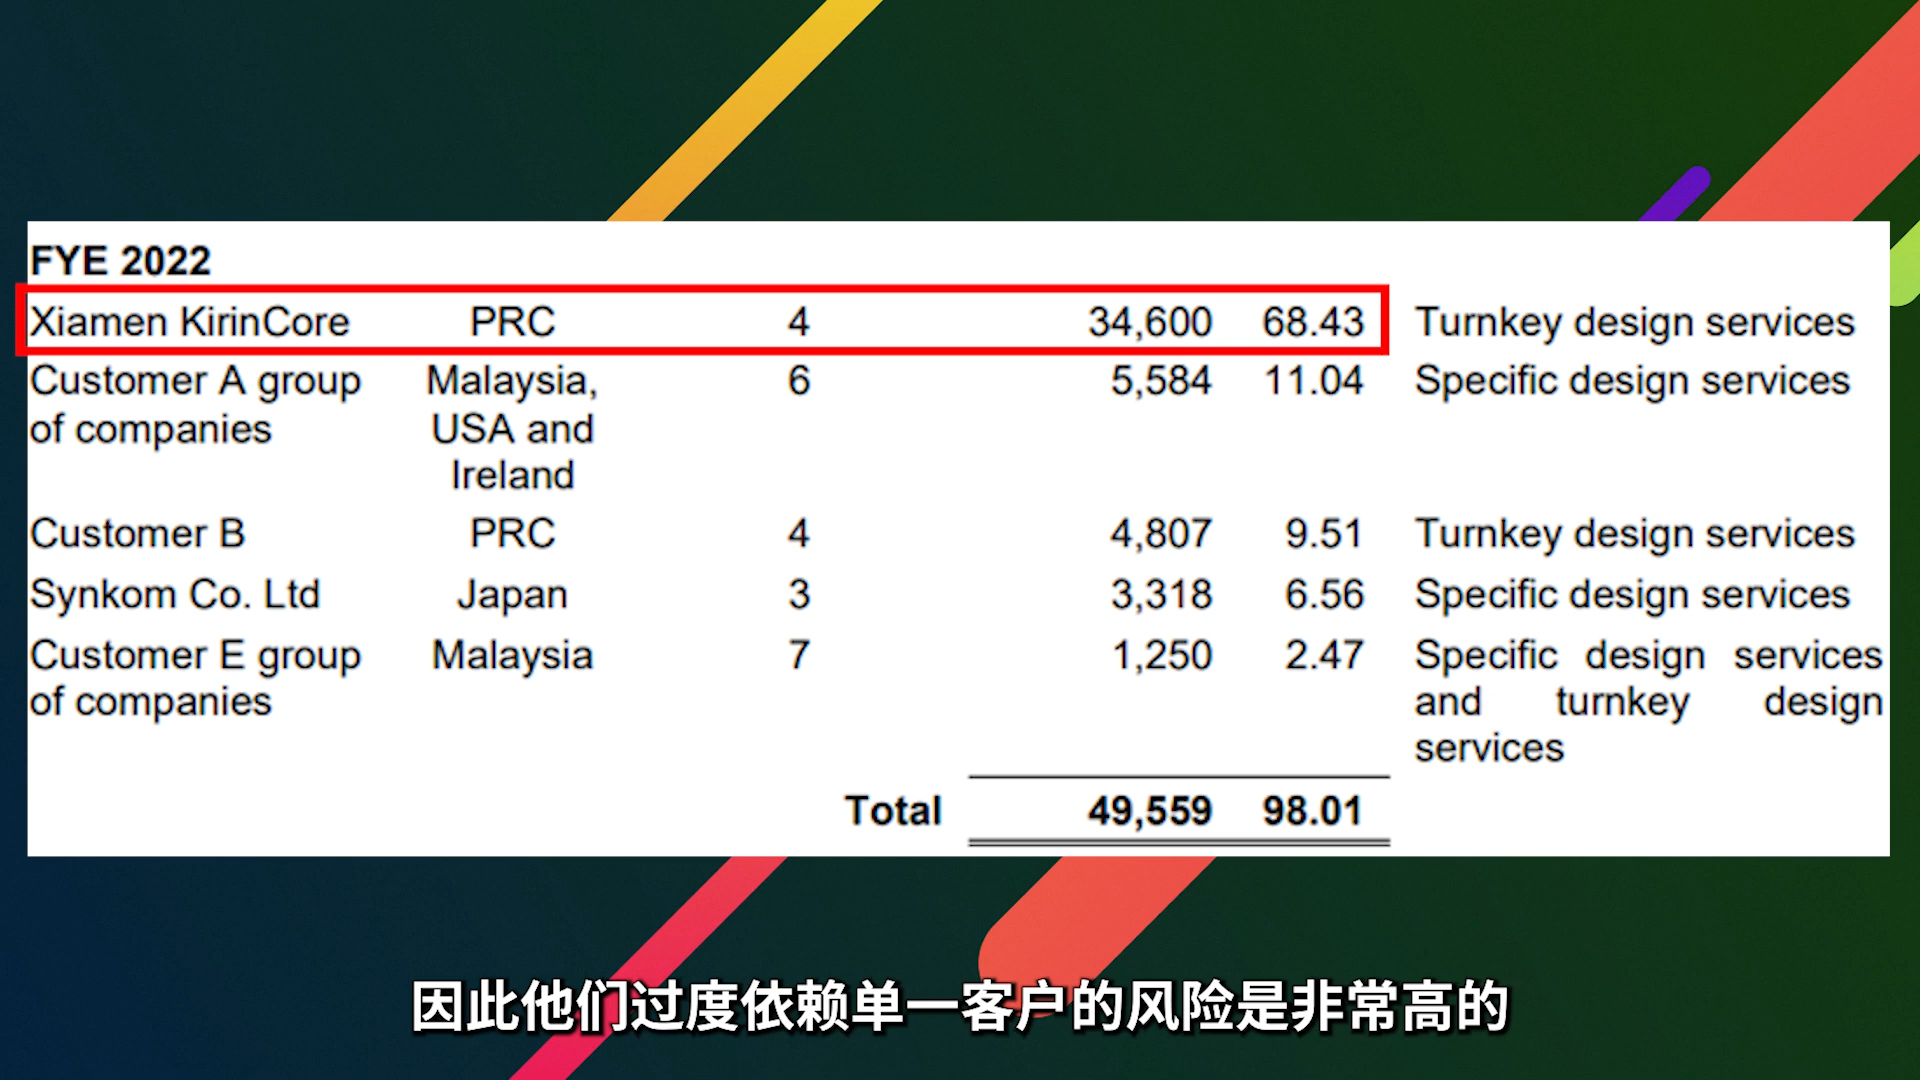 FYE 2022
Xiamen KirinCore PRC 4 34,600 68.43 Turnkey design services
Customer A group Malaysia, 6 5,584 11.04 Specific design services
of companies USA and
Ireland
Customer B PRC 4 4,807 9.51 Turnkey design services
Synkom Co. Ltd Japan 3 3,318 6.56 Specific design services
Customer E group Malaysia 7 1,250 2.47 Specific design services
of companies and turnkey design
services
Total 49,559 98.01
因此他们过度依赖单一客户的风险是非常高的